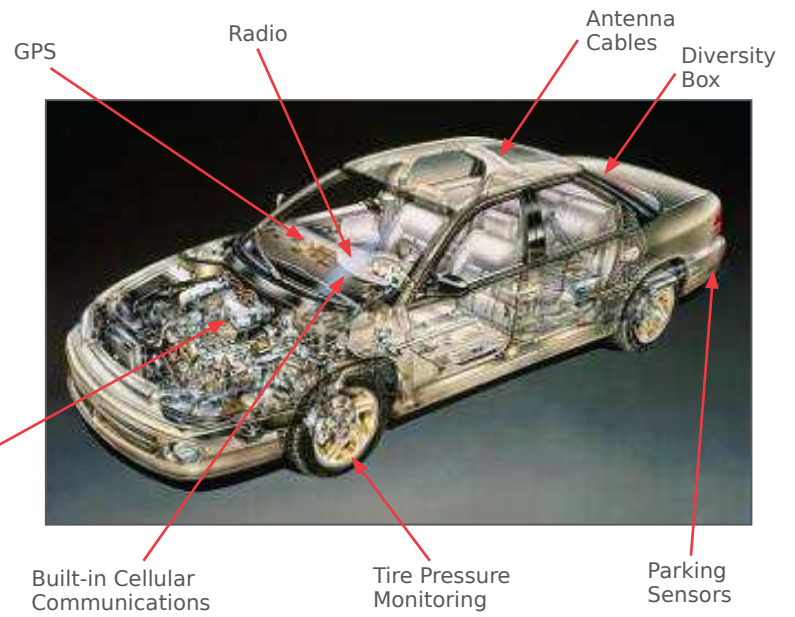 GPS
Radio
Antenna
Cables
Diversity
Box
Built-in Cellular
Communications
Tire Pressure
Monitoring
Parking
Sensors